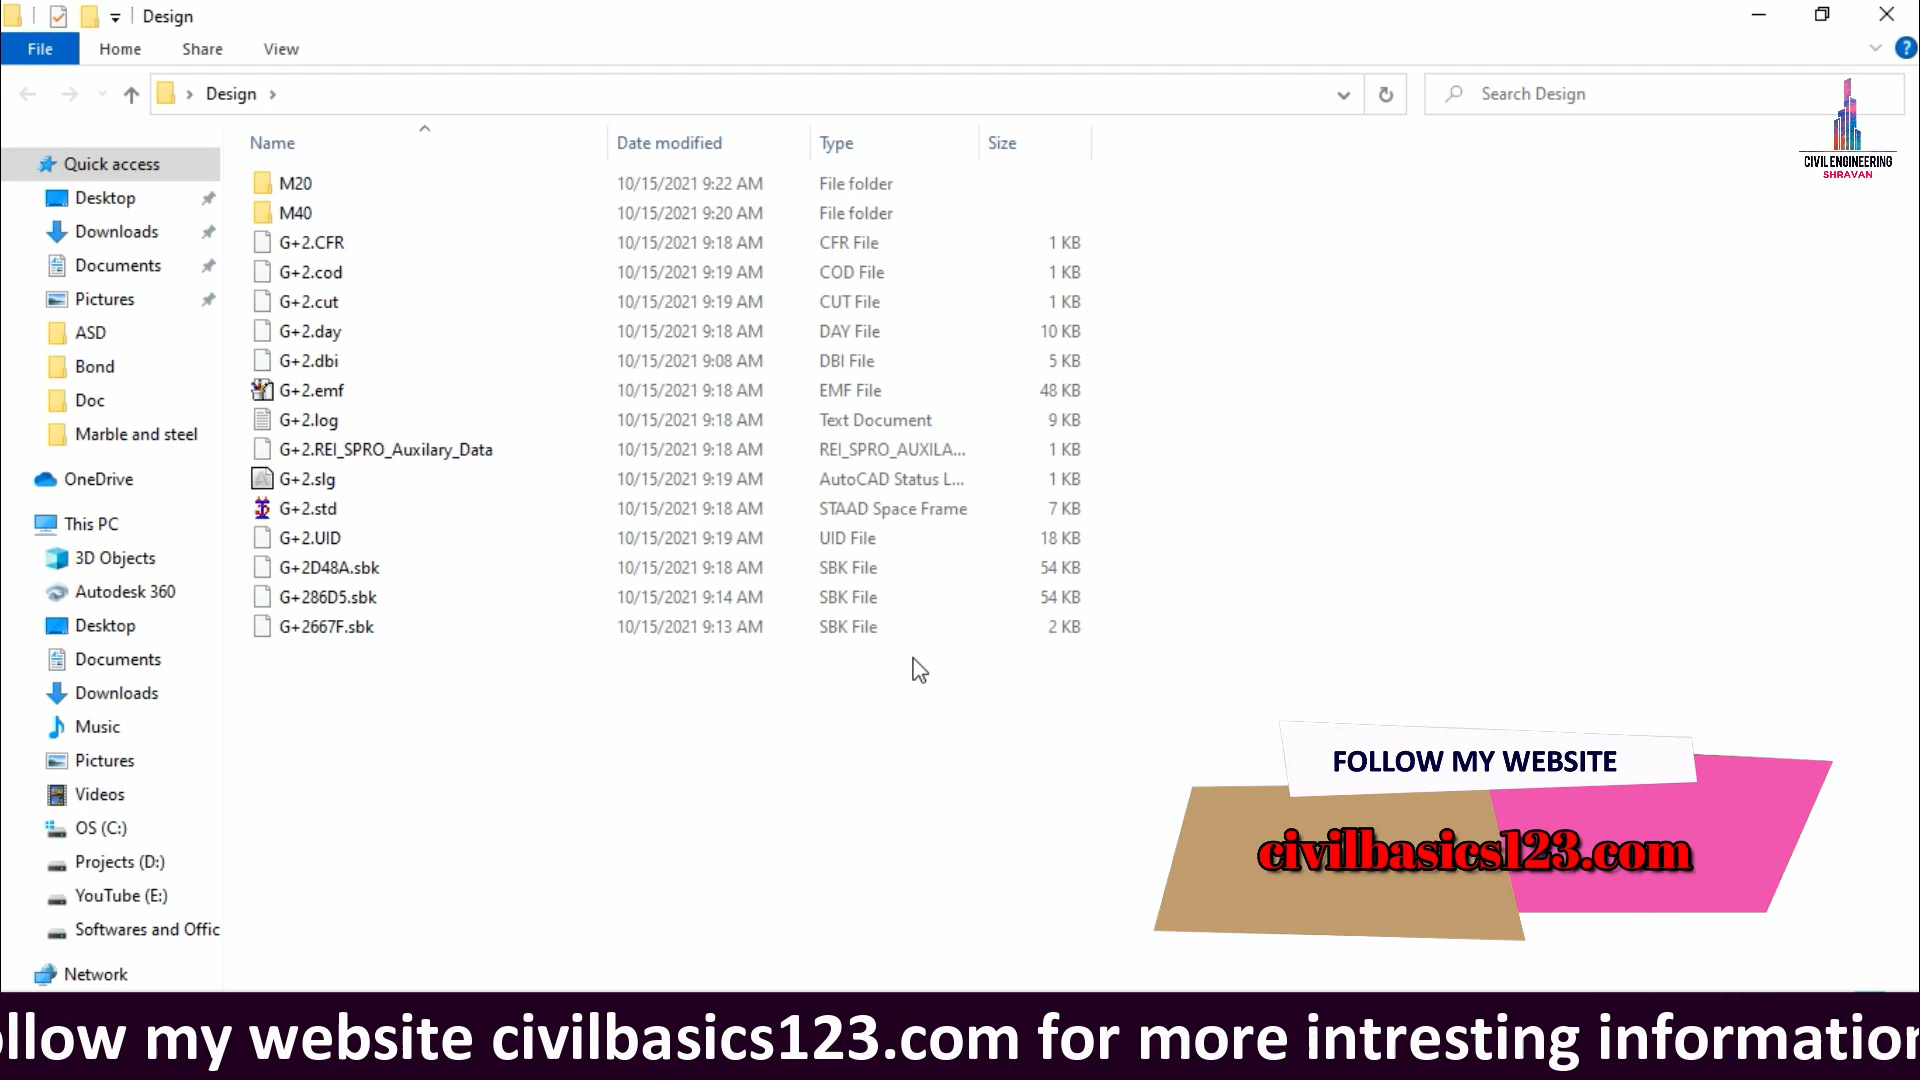 Design
File Home Share View
Design
Search Design
CIVIL ENGINEERING
SHRAVAN
Name Date modified Type Size
Quick access
Desktop
Downloads
Documents
Pictures
ASD
Bond
Doc
Marble and steel
OneDrive
This PC
3D Objects
Autodesk 360
Desktop
Documents
Downloads
Music
Pictures
Videos
OS (C:)
Projects (D:)
YouTube (E:)
Softwares and Offic
Network
M20 10/15/2021 9:22 AM File folder
M40 10/15/2021 9:20 AM File folder
G+2.CFR 10/15/2021 9:18 AM CFR File 1 KB
G+2.cod 10/15/2021 9:19 AM COD File 1 KB
G+2.cut 10/15/2021 9:19 AM CUT File 1 KB
G+2.day 10/15/2021 9:18 AM DAY File 10 KB
G+2.dbi 10/15/2021 9:08 AM DBI File 5 KB
G+2.emf 10/15/2021 9:18 AM EMF File 48 KB
G+2.log 10/15/2021 9:18 AM Text Document 9 KB
G+2.REI_SPRO_Auxilary_Data 10/15/2021 9:18 AM REI_SPRO_AUXILA... 1 KB
G+2.slg 10/15/2021 9:19 AM AutoCAD Status L... 1 KB
G+2.std 10/15/2021 9:18 AM STAAD Space Frame 7 KB
G+2.UID 10/15/2021 9:19 AM UID File 18 KB
G+2D48A.sbk 10/15/2021 9:18 AM SBK File 54 KB
G+286D5.sbk 10/15/2021 9:14 AM SBK File 54 KB
G+2667F.sbk 10/15/2021 9:13 AM SBK File 2 KB
FOLLOW MY WEBSITE
civilbasics123.com
ollow my website civilbasics123.com for more intresting information